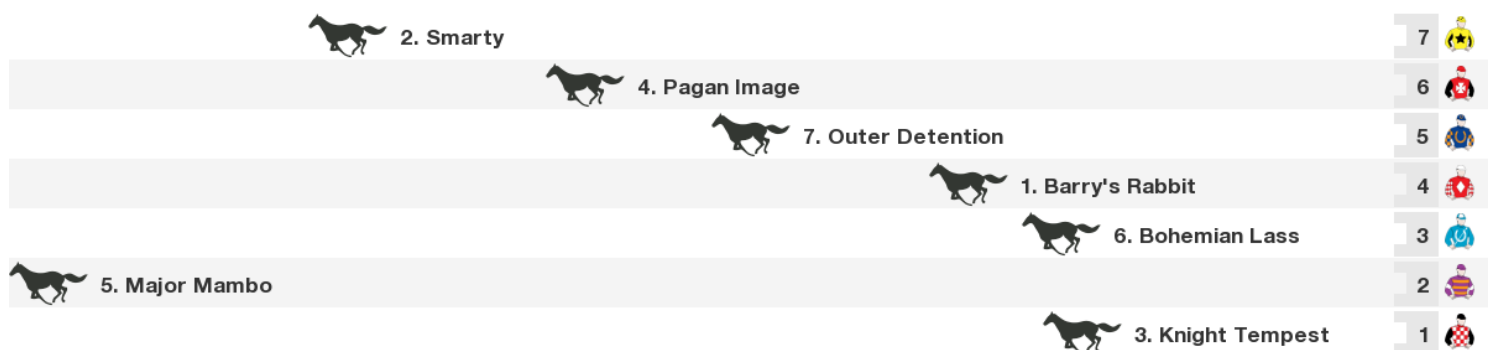 2. Smarty 7
4. Pagan Image 6
7. Outer Detention 5
1. Barry's Rabbit 4
6. Bohemian Lass 3
5. Major Mambo 2
3. Knight Tempest 1